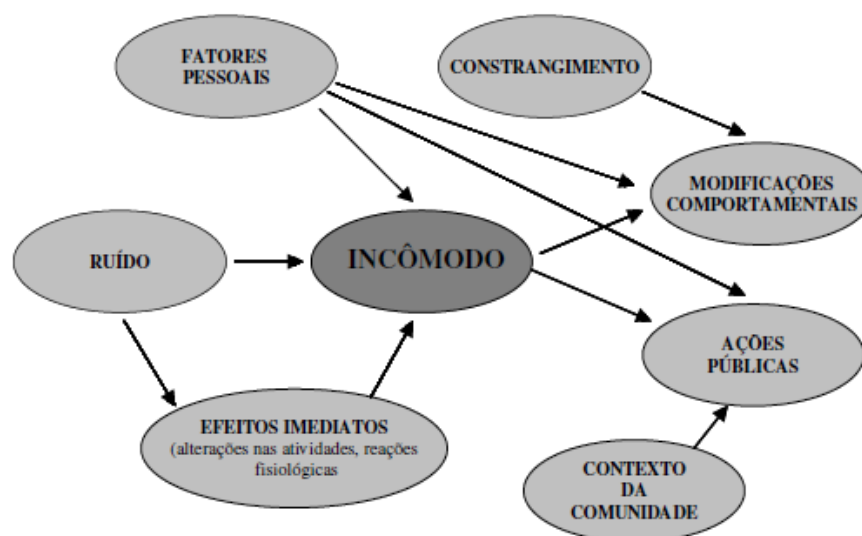 FATORES
PESSOAIS
CONSTRANGIMENTO
MODIFICAÇÕES
COMPORTAMENTAIS
RUÍDO
INCÔMODO
AÇÕES
PÚBLICAS
EFEITOS IMEDIATOS
(alterações nas atividades, reações
fisiológicas
CONTEXTO
DA
COMUNIDADE